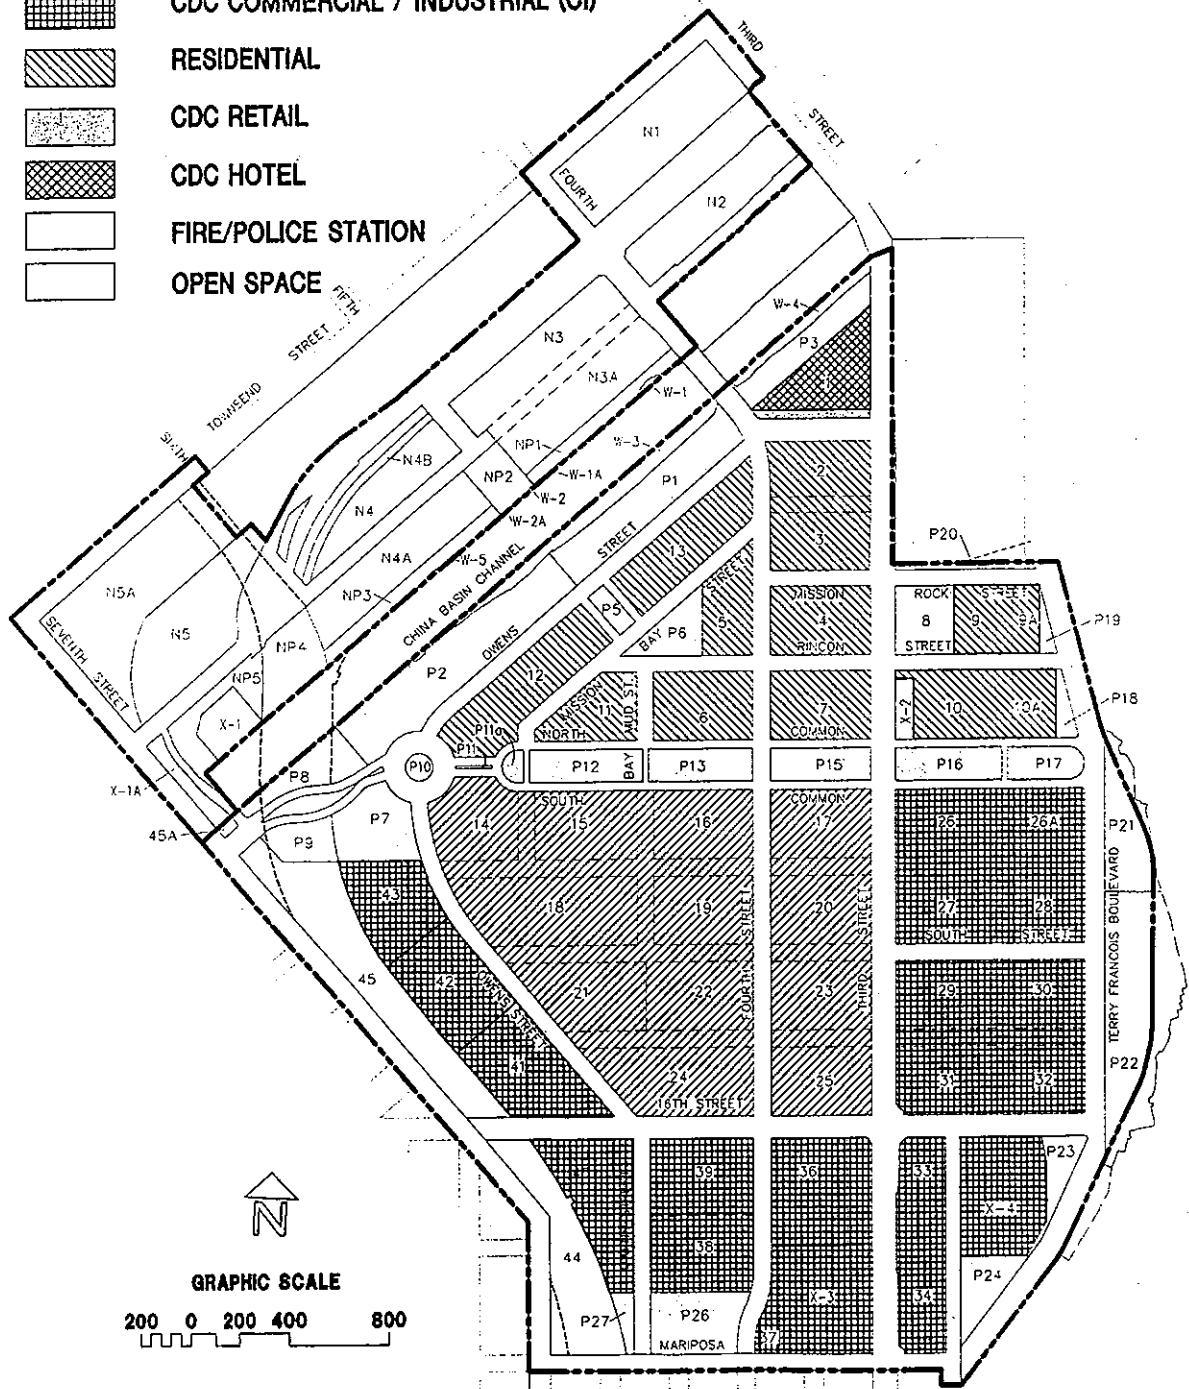 CDC COMMERCIAL / INDUSTRIAL (CI)
RESIDENTIAL
CDC RETAIL
CDC HOTEL
FIRE/POLICE STATION
OPEN SPACE
THIRD
STREET
N1
FOURTH
N2
FIFTH
STREET
TOWNSEND
SIXTH
W-4
P3
1
N3
N3A
W-1
N4B
NP1
W-3
W-1A
NP2
W-2
P1
2
N4
W-2A
STREET
13
3
P20
N4A
W-5
CHINA BASIN CHANNEL
N5A
NP3
STREET
MISSION
ROCK
STREET
P5
5
4
8
9
9A
P19
SEVENTH
STREET
N5
NP4
OWENS
BAY
P6
RINCON
STREET
P2
12
NP5
MISSION
11
MUD ST.
X-2
10
10A
P18
X-1
P11a
NORTH
6
7
COMMON
P11
P10
P12
BAY
P13
P15
P16
P17
X-1A
P8
SOUTH
COMMON
45A
P7
P9
14
15
16
17
26
26A
P21
43
18
19
20
27
28
FOURTH STREET
THIRD STREET
SOUTH
STREET
TERRY FRANCOIS BOULEVARD
45
42
OWENS STREET
21
22
23
29
30
41
24
25
31
32
P22
16TH STREET
39
36
33
P23
X-4
44
38
34
P24
X-3
P27
P26
37
MARIPOSA
N
GRAPHIC SCALE
200 0 200 400 800